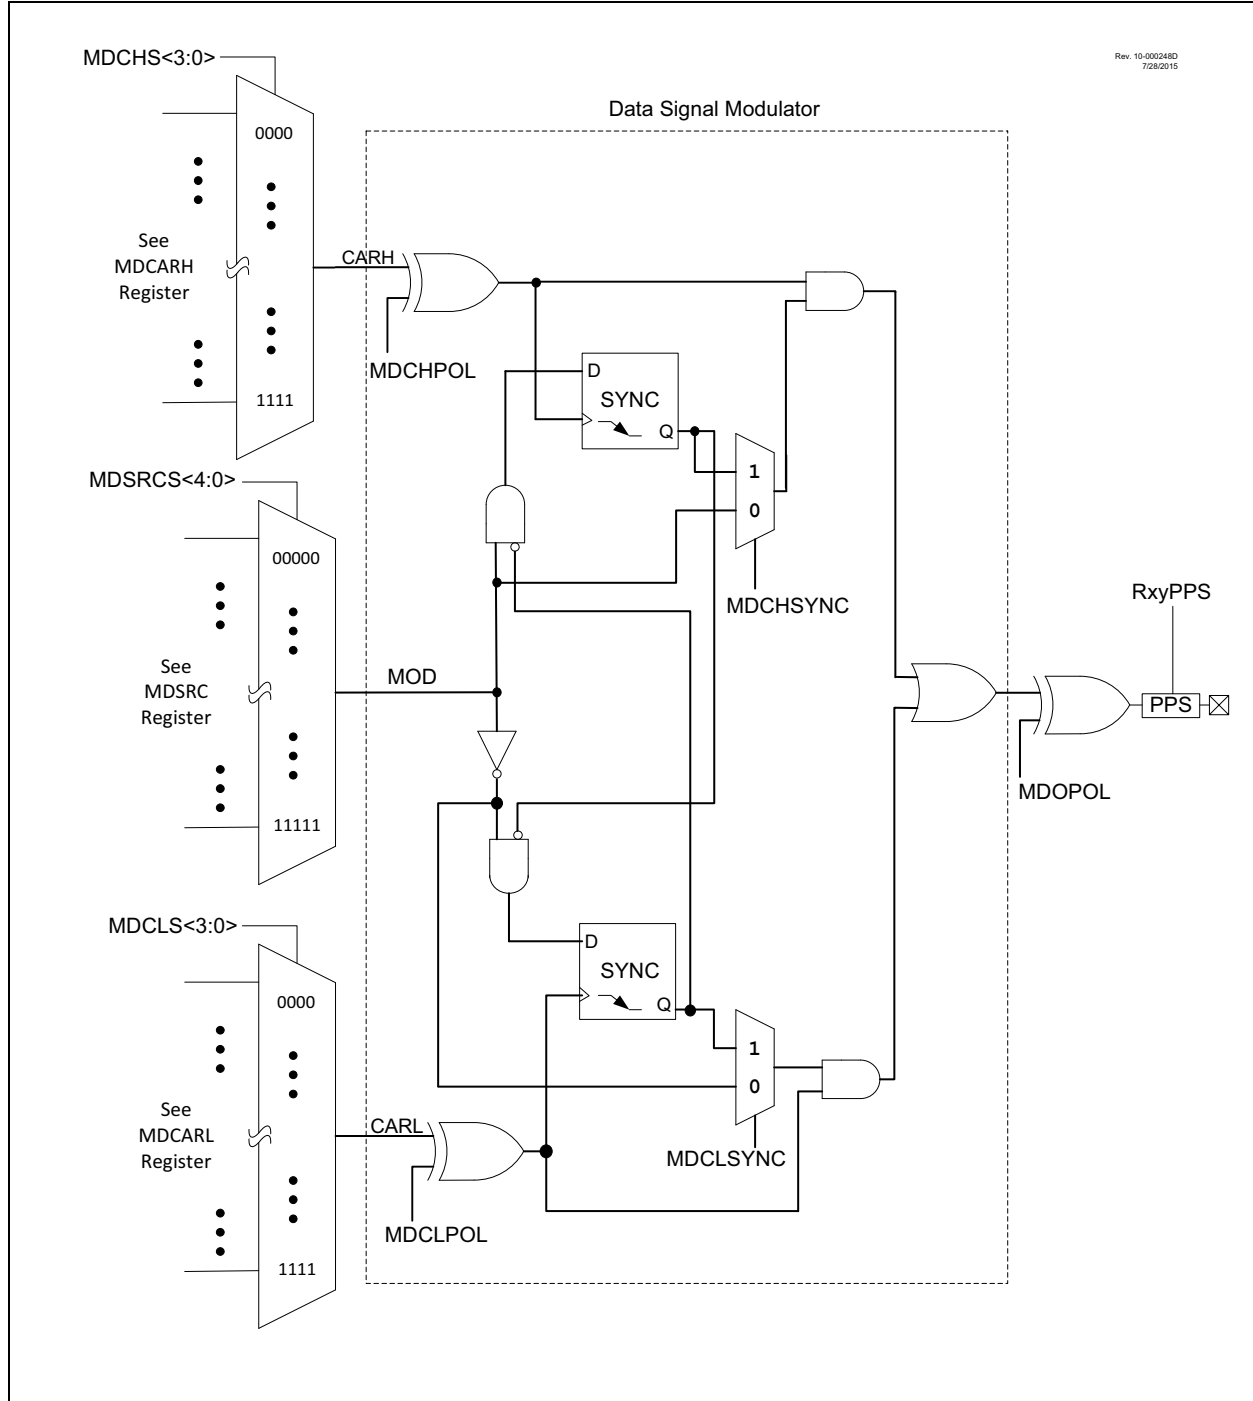 MDCHS<3:0>
Rev. 10-000248D
7/28/2015
Data Signal Modulator
0000
See
MDCARH
Register
1111
CARH
MDCHPOL
D
SYNC
Q
1
0
MDCHSYNC
MDSRCS<4:0>
00000
See
MDSRC
Register
11111
MOD
RxyPPS
PPS
MDOPOL
MDCLS<3:0>
0000
See
MDCARL
Register
1111
D
SYNC
Q
1
0
MDCLSYNC
CARL
MDCLPOL